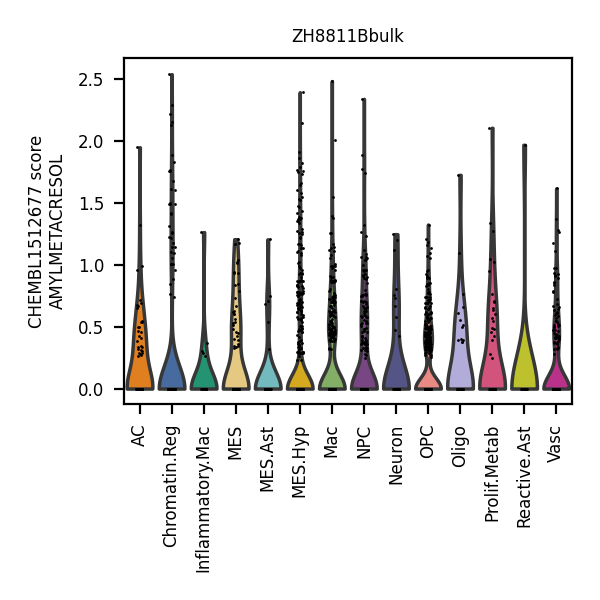 ZH8811Bbulk
CHEMBL1512677 score
AMYLMETACRESOL
2.5
2.0
1.5
1.0
0.5
0.0
AC
Chromatin.Reg
Inflammatory.Mac
MES
MES.Ast
MES.Hyp
Mac
NPC
Neuron
OPC
Oligo
Prolif.Metab
Reactive.Ast
Vasc